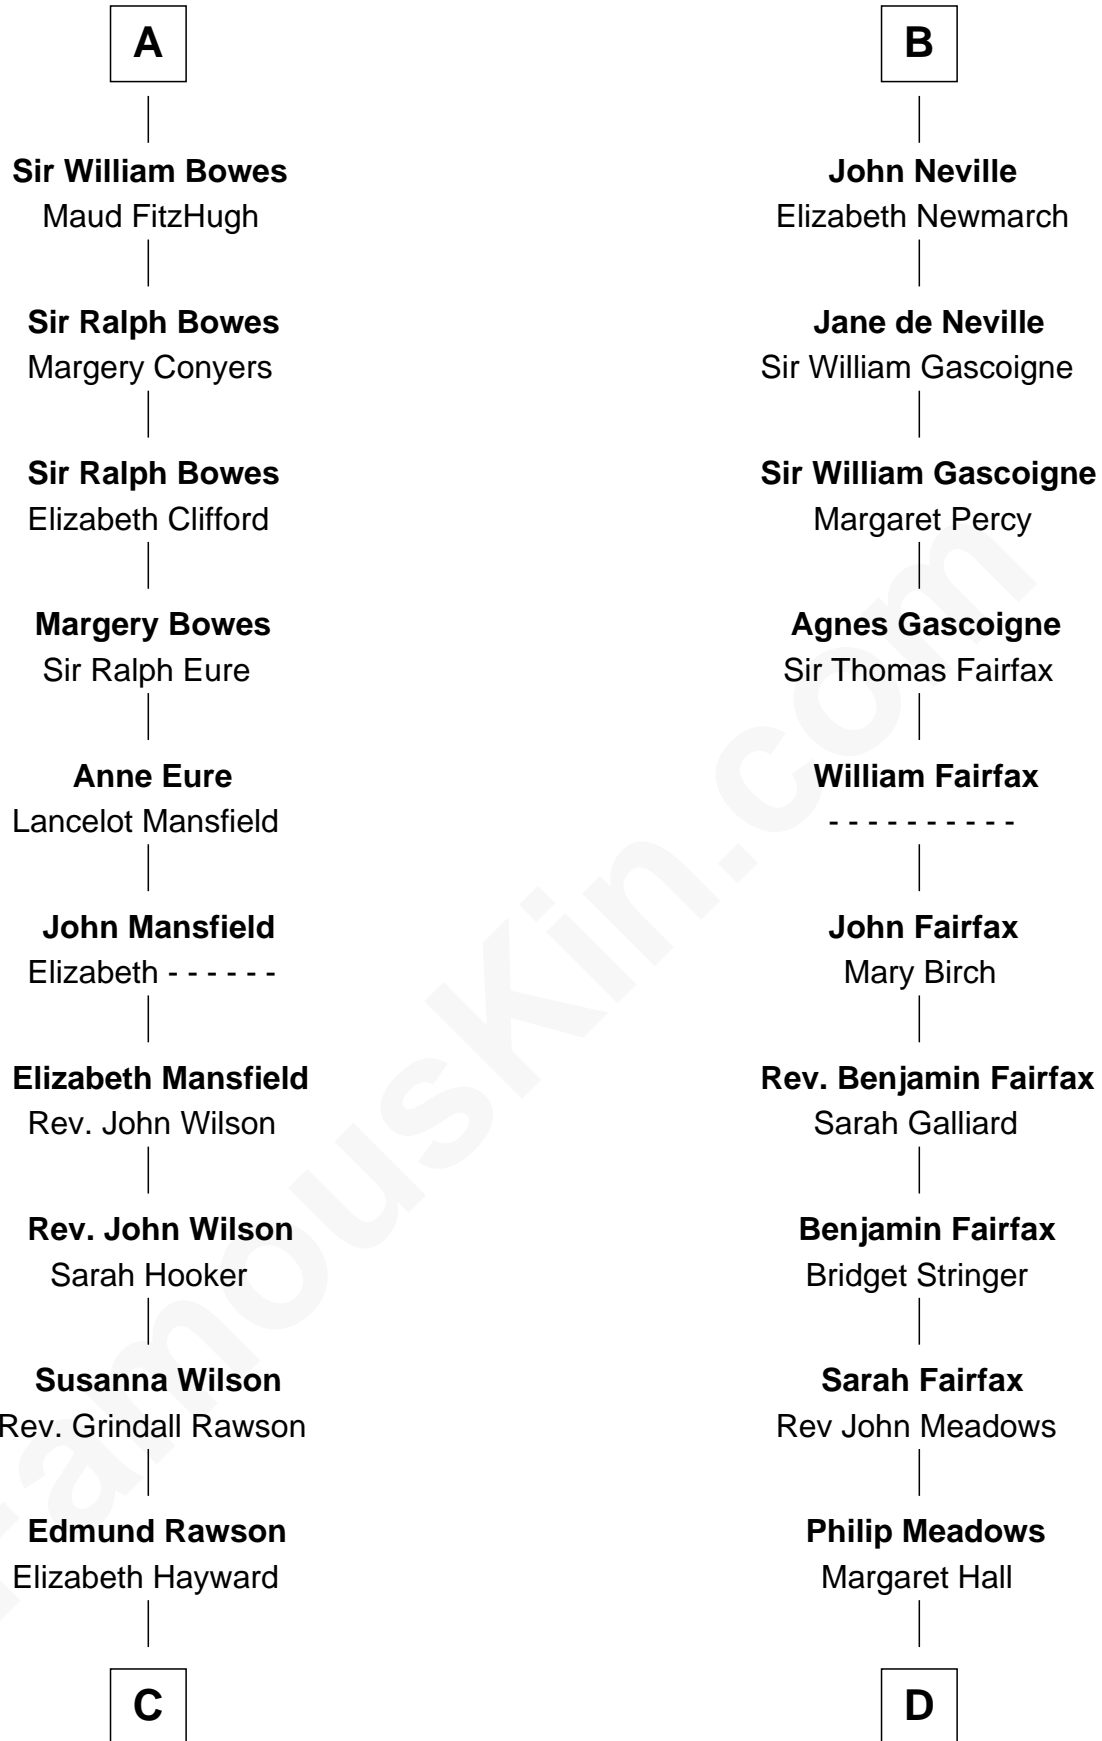 A
Sir William Bowes
Maud FitzHugh
Sir Ralph Bowes
Margery Conyers
Sir Ralph Bowes
Elizabeth Clifford
Margery Bowes
Sir Ralph Eure
Anne Eure
Lancelot Mansfield
John Mansfield
Elizabeth - - - - - -
Elizabeth Mansfield
Rev. John Wilson
Rev. John Wilson
Sarah Hooker
Susanna Wilson
Rev. Grindall Rawson
Edmund Rawson
Elizabeth Hayward
C
B
John Neville
Elizabeth Newmarch
Jane de Neville
Sir William Gascoigne
Sir William Gascoigne
Margaret Percy
Agnes Gascoigne
Sir Thomas Fairfax
William Fairfax
- - - - - - - - - -
John Fairfax
Mary Birch
Rev. Benjamin Fairfax
Sarah Galliard
Benjamin Fairfax
Bridget Stringer
Sarah Fairfax
Rev John Meadows
Philip Meadows
Margaret Hall
D
FamousKin.com